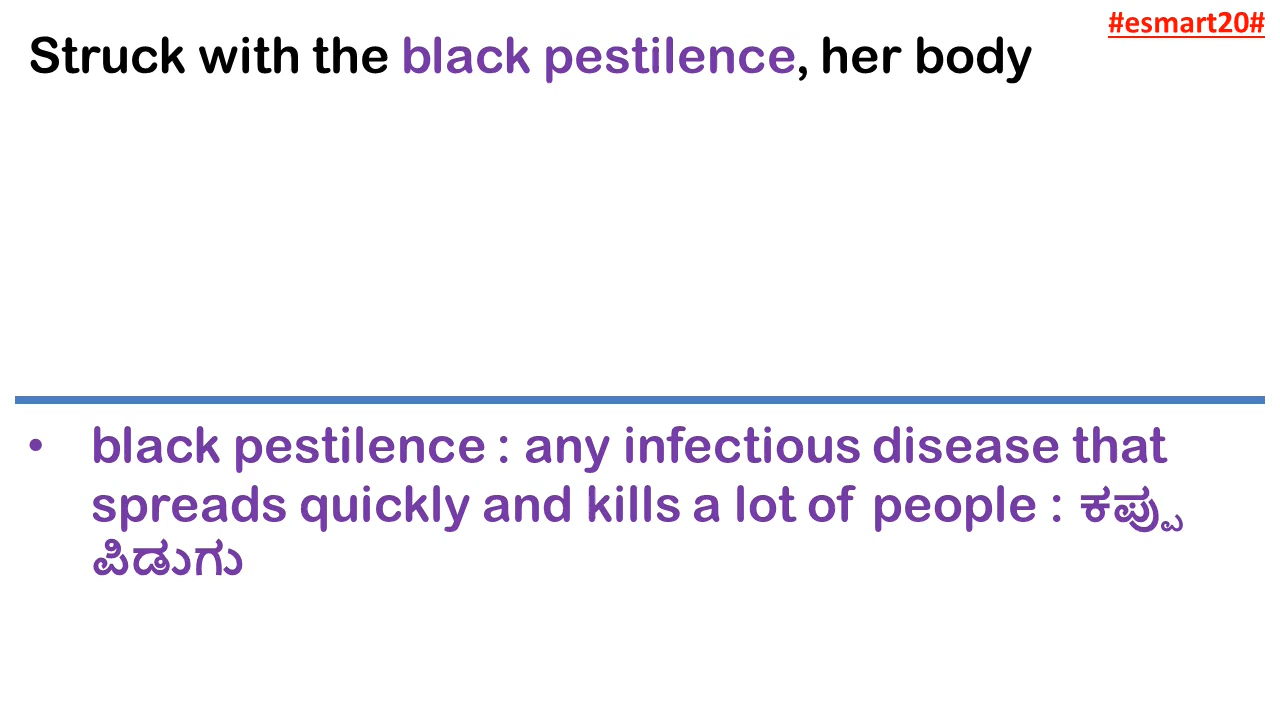 #esmart20#
Struck with the black pestilence, her body
• black pestilence : any infectious disease that
spreads quickly and kills a lot of people : ಕಪ್ಪು
ಪಿಡುಗು